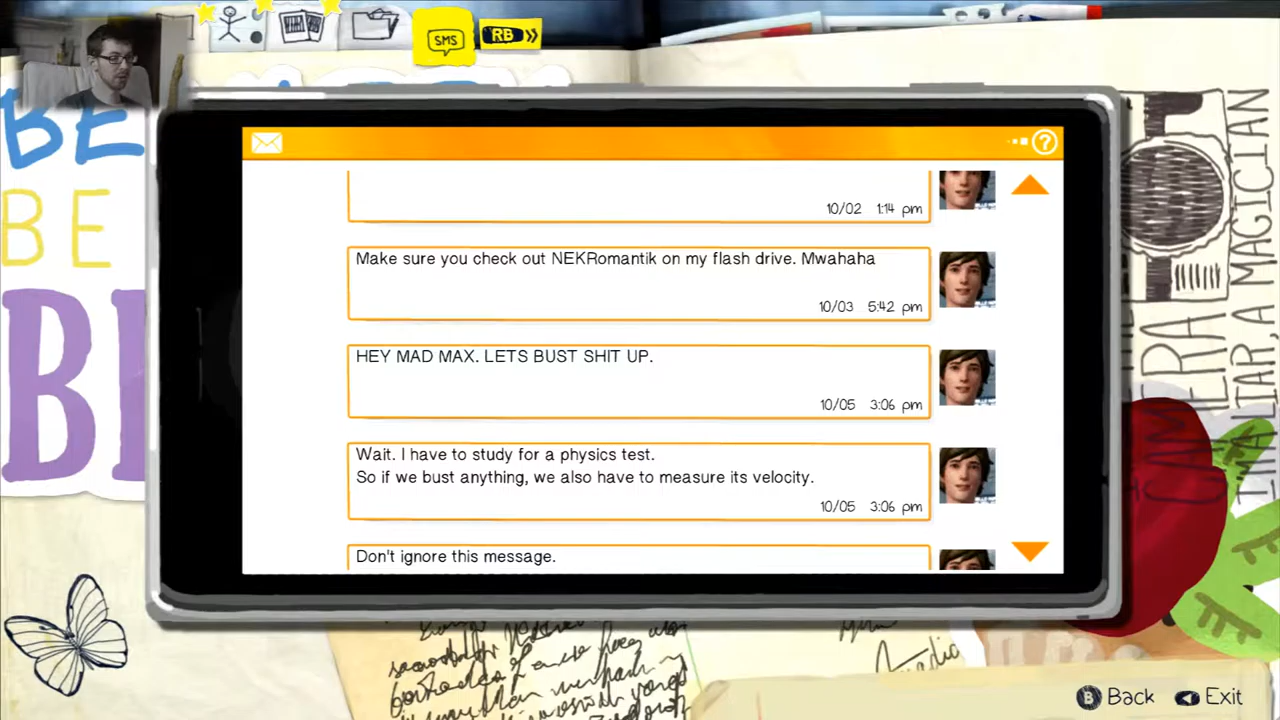 SMS
RB
BE
BE
B
10/02 1:14 pm
Make sure you check out NEKRomantik on my flash drive. Mwahaha
10/03 5:42 pm
HEY MAD MAX. LETS BUST SHIT UP.
10/05 3:06 pm
Wait. I have to study for a physics test.
So if we bust anything, we also have to measure its velocity.
10/05 3:06 pm
Don't ignore this message.
LIAR, A MAGICIAN
B Back
Exit